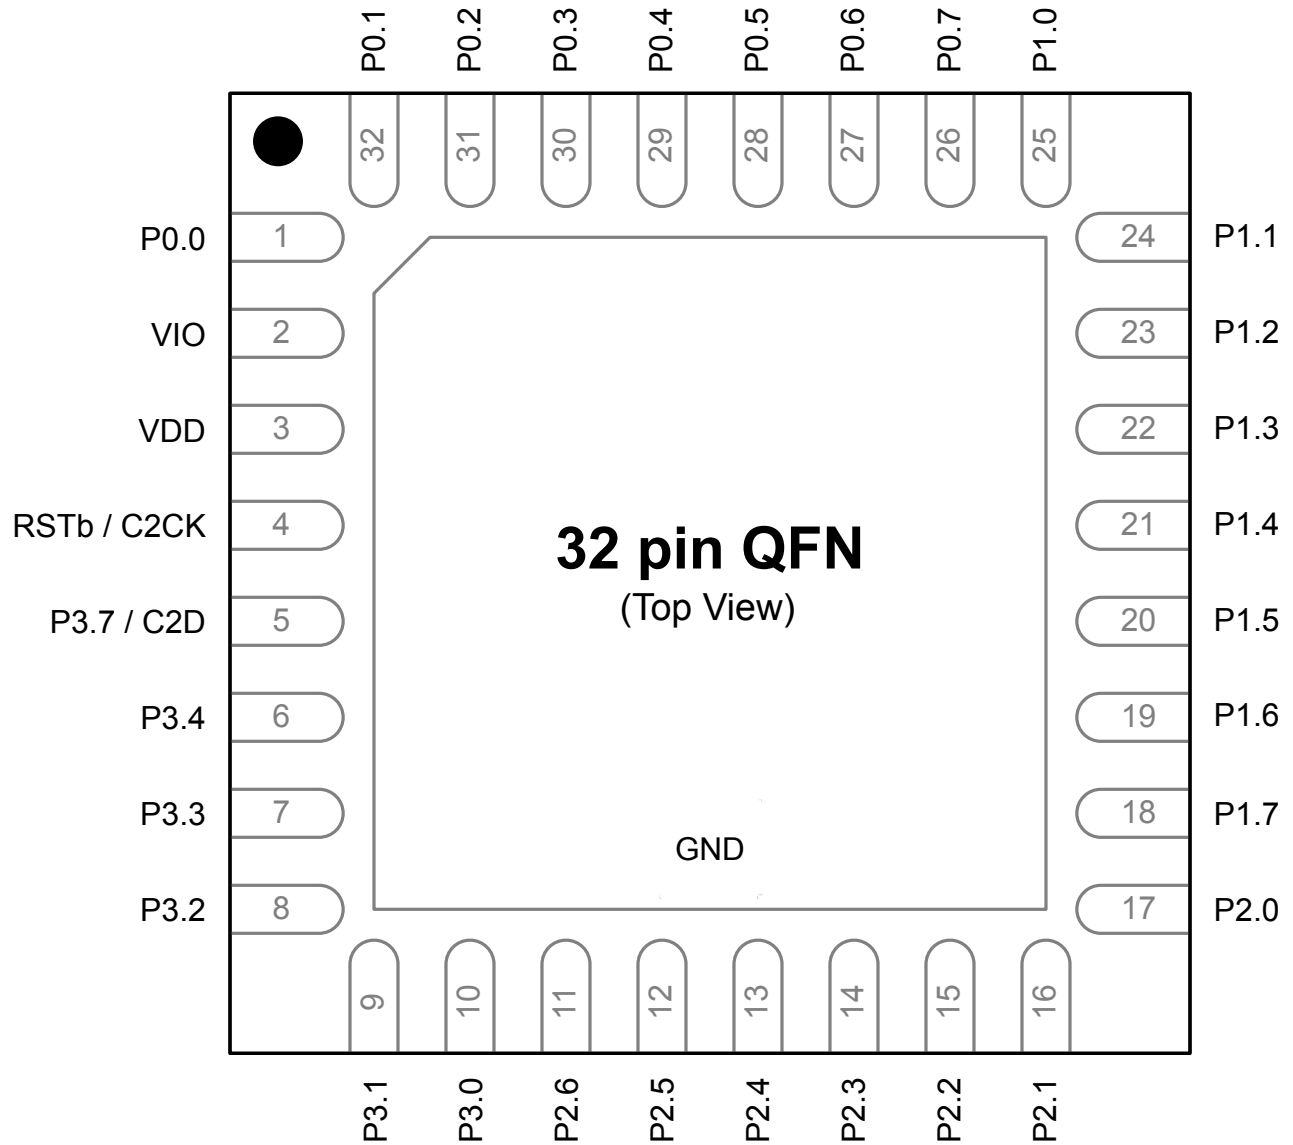 P0.1
P0.2
P0.3
P0.4
P0.5
P0.6
P0.7
P1.0
32
31
30
29
28
27
26
25
P0.0 1
24 P1.1
VIO 2
23 P1.2
VDD 3
22 P1.3
RSTb / C2CK 4
21 P1.4
P3.7 / C2D 5
20 P1.5
P3.4 6
19 P1.6
P3.3 7
18 P1.7
P3.2 8
17 P2.0
32 pin QFN
(Top View)
GND
9
10
11
12
13
14
15
16
P3.1
P3.0
P2.6
P2.5
P2.4
P2.3
P2.2
P2.1